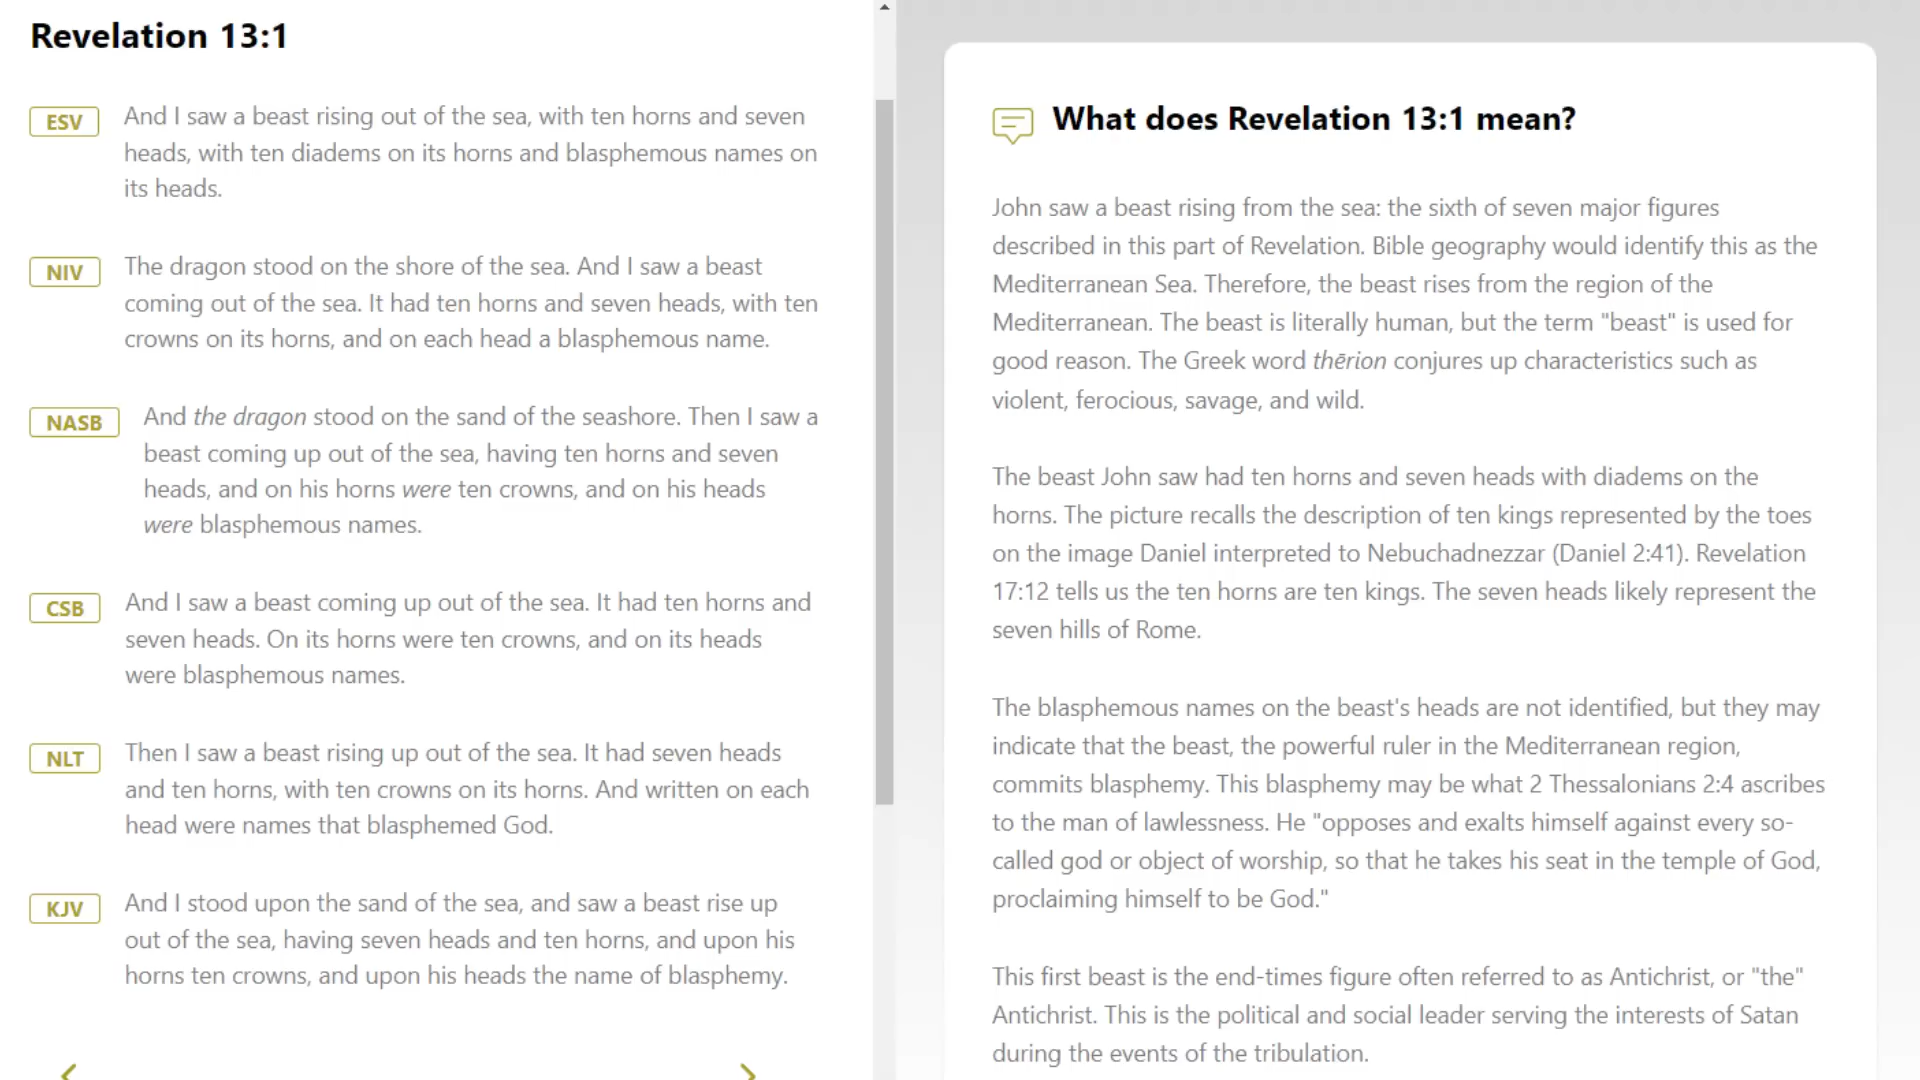 Revelation 13:1
ESV
And I saw a beast rising out of the sea, with ten horns and seven
heads, with ten diadems on its horns and blasphemous names on
its heads.
NIV
The dragon stood on the shore of the sea. And I saw a beast
coming out of the sea. It had ten horns and seven heads, with ten
crowns on its horns, and on each head a blasphemous name.
NASB
And the dragon stood on the sand of the seashore. Then I saw a
beast coming up out of the sea, having ten horns and seven
heads, and on his horns were ten crowns, and on his heads
were blasphemous names.
CSB
And I saw a beast coming up out of the sea. It had ten horns and
seven heads. On its horns were ten crowns, and on its heads
were blasphemous names.
NLT
Then I saw a beast rising up out of the sea. It had seven heads
and ten horns, with ten crowns on its horns. And written on each
head were names that blasphemed God.
KJV
And I stood upon the sand of the sea, and saw a beast rise up
out of the sea, having seven heads and ten horns, and upon his
horns ten crowns, and upon his heads the name of blasphemy.
What does Revelation 13:1 mean?
John saw a beast rising from the sea: the sixth of seven major figures
described in this part of Revelation. Bible geography would identify this as the
Mediterranean Sea. Therefore, the beast rises from the region of the
Mediterranean. The beast is literally human, but the term "beast" is used for
good reason. The Greek word thērion conjures up characteristics such as
violent, ferocious, savage, and wild.
The beast John saw had ten horns and seven heads with diadems on the
horns. The picture recalls the description of ten kings represented by the toes
on the image Daniel interpreted to Nebuchadnezzar (Daniel 2:41). Revelation
17:12 tells us the ten horns are ten kings. The seven heads likely represent the
seven hills of Rome.
The blasphemous names on the beast's heads are not identified, but they may
indicate that the beast, the powerful ruler in the Mediterranean region,
commits blasphemy. This blasphemy may be what 2 Thessalonians 2:4 ascribes
to the man of lawlessness. He "opposes and exalts himself against every so-
called god or object of worship, so that he takes his seat in the temple of God,
proclaiming himself to be God."
This first beast is the end-times figure often referred to as Antichrist, or "the"
Antichrist. This is the political and social leader serving the interests of Satan
during the events of the tribulation.